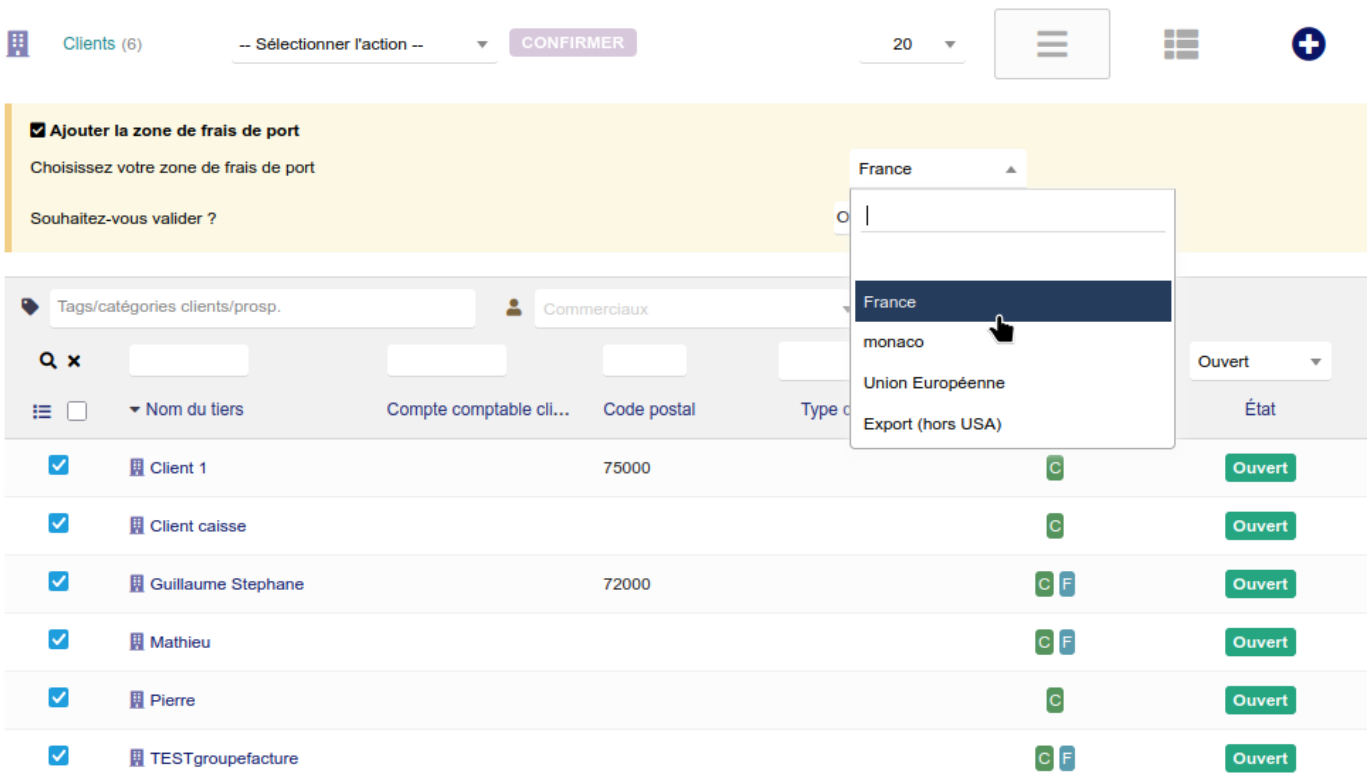 Clients (6) -- Sélectionner l'action -- CONFIRMER 20
Ajouter la zone de frais de port
Choisissez votre zone de frais de port France
Souhaitez-vous valider ?
France
monaco
Union Européenne
Export (hors USA)
Tags/catégories clients/prosp. Commerciaux
Ouvert
Nom du tiers Compte comptable cli... Code postal Type État
Client 1 75000 C Ouvert
Client caisse C Ouvert
Guillaume Stephane 72000 C F Ouvert
Mathieu C F Ouvert
Pierre C Ouvert
TESTgroupefacture C F Ouvert